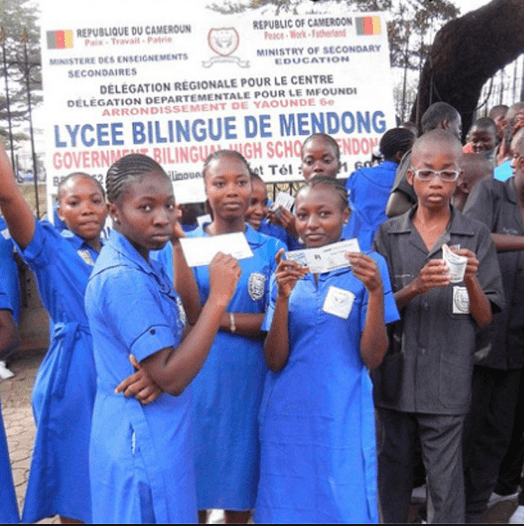 REPUBLIQUE DU CAMEROUN
Paix - Travail - Patrie
MINISTERE DES ENSEIGNEMENTS
SECONDAIRES
REPUBLIC OF CAMEROON
Peace - Work - Fatherland
MINISTRY OF SECONDARY
EDUCATION
DÉLÉGATION RÉGIONALE POUR LE CENTRE
DÉLÉGATION DEPARTEMENTALE POUR LE MFOUNDI
ARRONDISSEMENT DE YAOUNDE 6e
LYCEE BILINGUE DE MENDONG
GOVERNMENT BILINGUAL HIGH
Tél